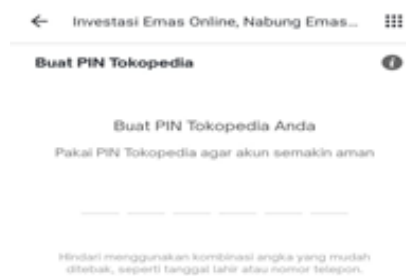 Investasi Emas Online, Nabung Emas...
Buat PIN Tokopedia
Buat PIN Tokopedia Anda
Pakai PIN Tokopedia agar akun semakin aman
Hindari menggunakan kombinasi angka yang mudah
ditebak, seperti tanggal lahir atau nomor telepon.